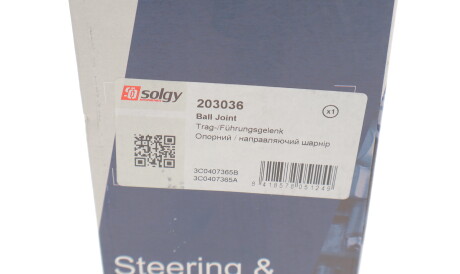 solgy
203036
x1
Ball Joint
Trag-/Führungsgelenk
Опорний / направляючий шарнір
3C0407365B
3C0407365A
Steering &